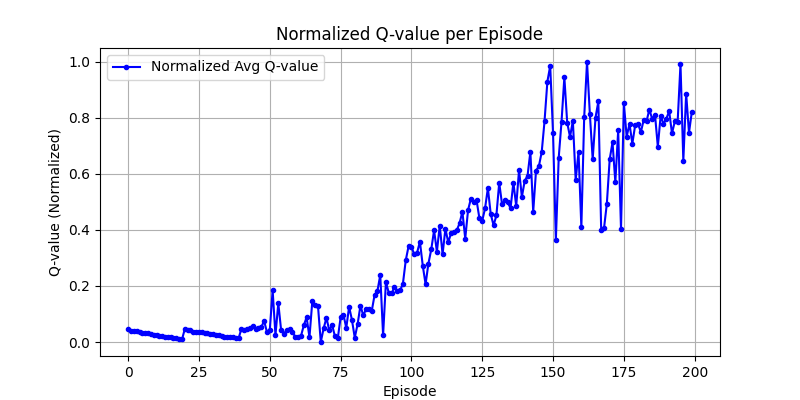 Normalized Q-value per Episode
Normalized Avg Q-value
Q-value (Normalized)
1.0
0.8
0.6
0.4
0.2
0.0
0 25 50 75 100 125 150 175 200
Episode